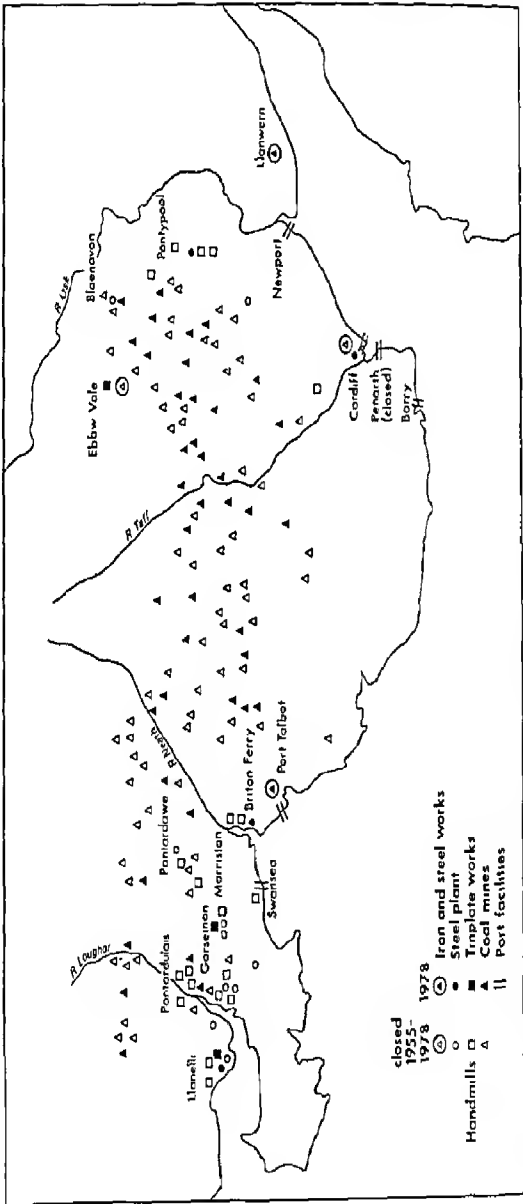 R Usk
Blaenavon
Pontypool
Llanwern
Ebbw Vale
Newport
R Taff
Cardiff
Penarth
(closed)
Barry
R Neath
Pontardawe
Briton Ferry
Port Talbot
Morriston
R Loughor
Pontardulais
Gorseinon
Swansea
Llanelli
closed
1955-
1978
1978
Iron and steel works
Steel plant
Handmills
Tinplate works
Coal mines
Port facilities